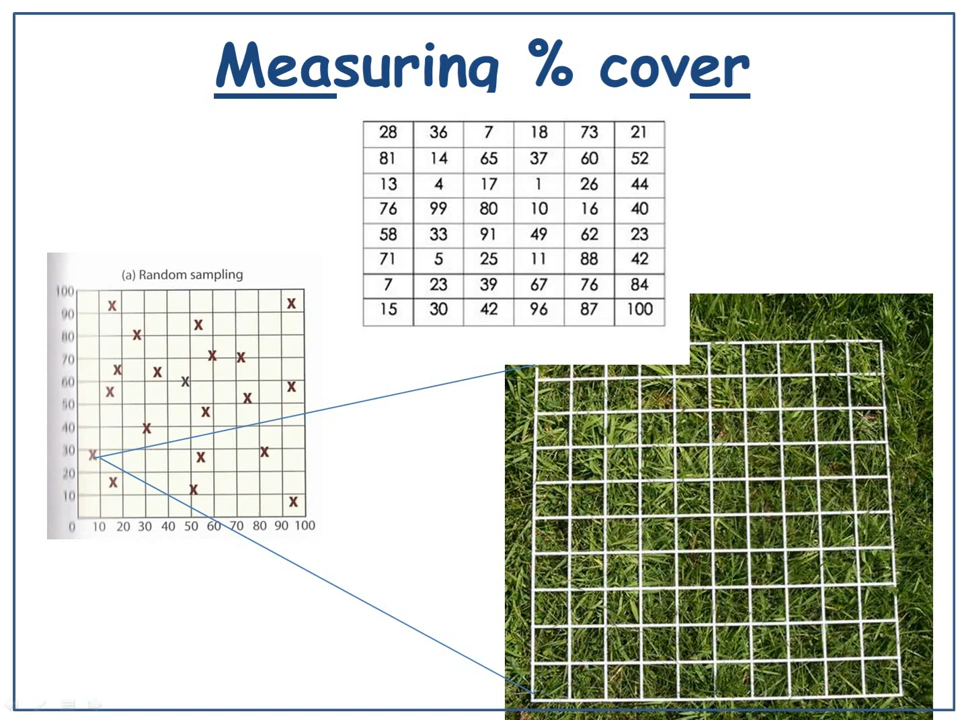 Measuring % cover
28 36 7 18 73 21
81 14 65 37 60 52
13 4 17 1 26 44
76 99 80 10 16 40
58 33 91 49 62 23
71 5 25 11 88 42
7 23 39 67 76 84
15 30 42 96 87 100
(a) Random sampling
100
90
80
70
60
50
40
30
20
10
0 10 20 30 40 50 60 70 80 90 100